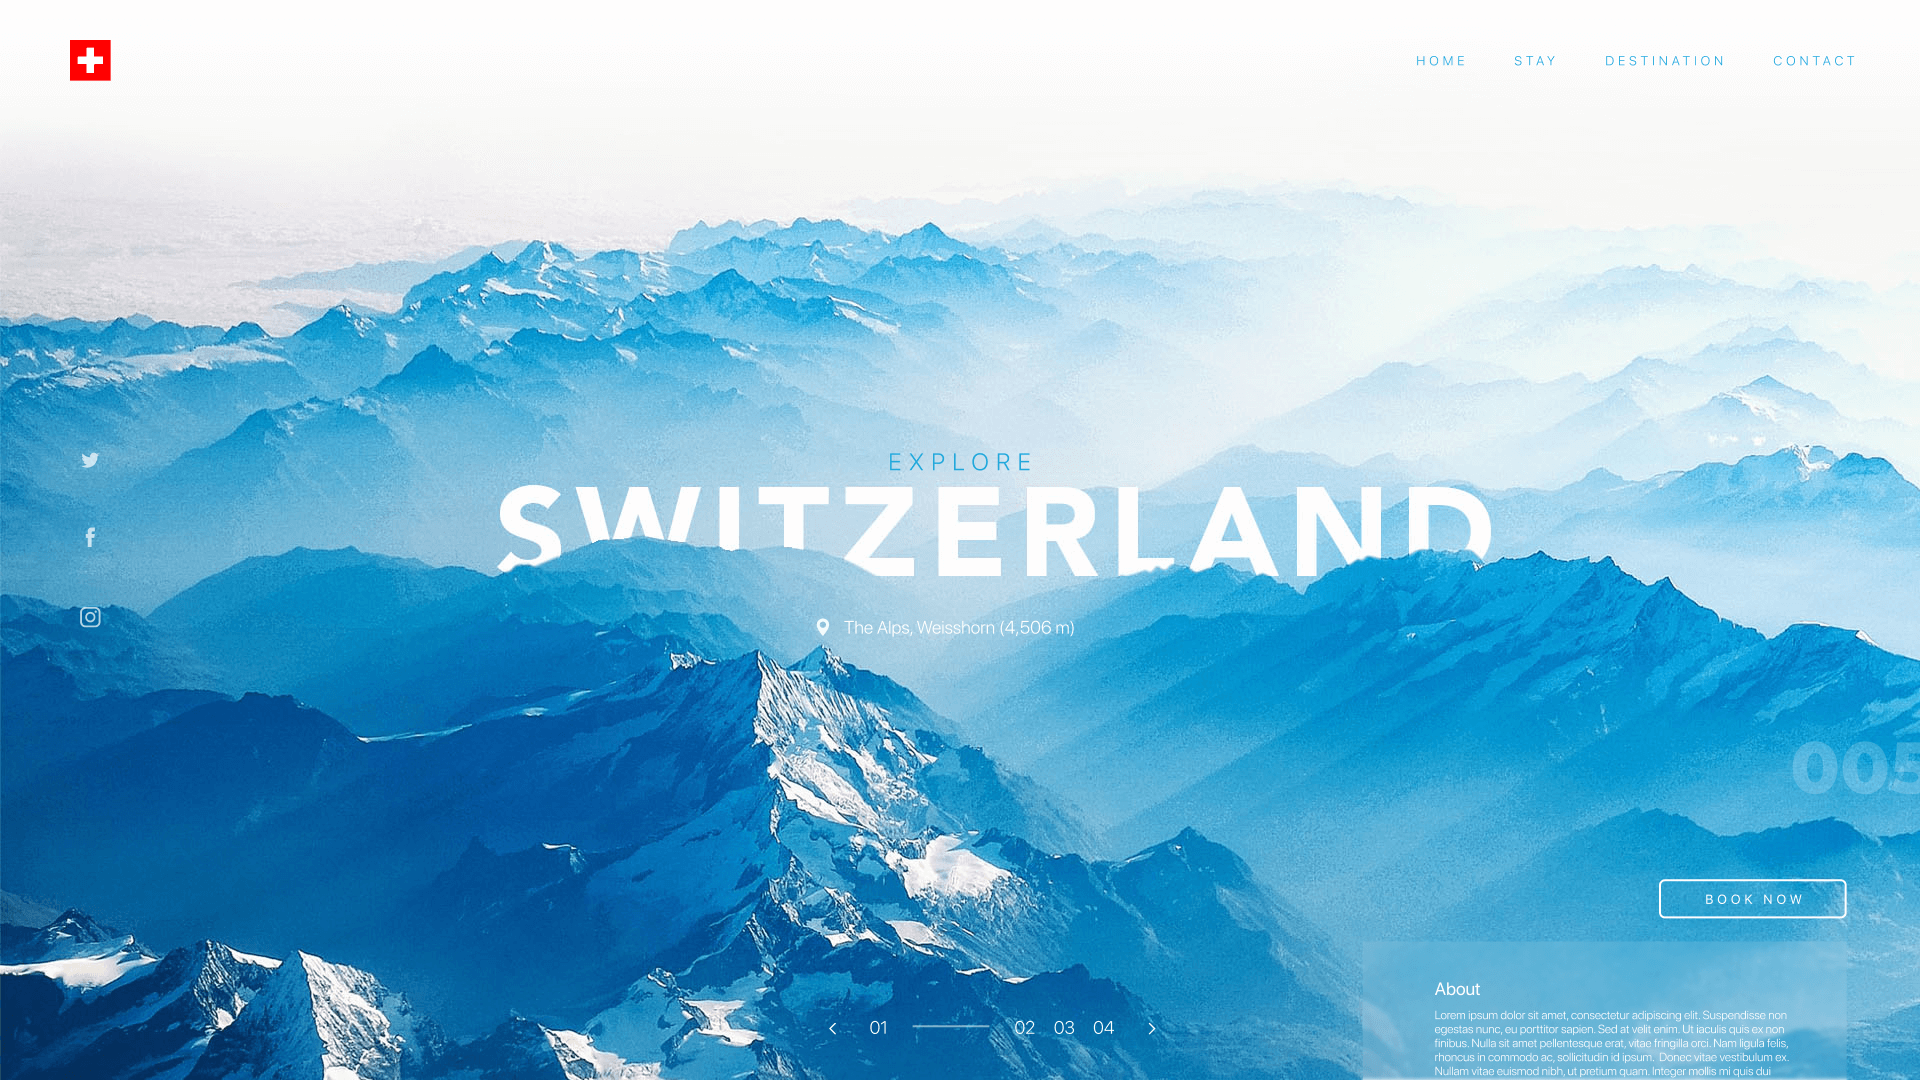 HOME STAY DESTINATION CONTACT
EXPLORE
SWITZERLAND
The Alps, Weisshorn (4,506 m)
005
BOOK NOW
About
Lorem ipsum dolor sit amet, consectetur adipiscing elit. Suspendisse non
egestas nunc, eu porttitor sapien. Sed at velit enim. Ut iaculis quis ex non
finibus. Nulla sit amet pellentesque erat, vitae fringilla orci. Nam ligula felis,
rhoncus in commodo ac, sollicitudin id ipsum. Donec vitae vestibulum ex.
Nullam vitae euismod nibh, ut pretium quam. Integer mollis mi quis dui
01 02 03 04